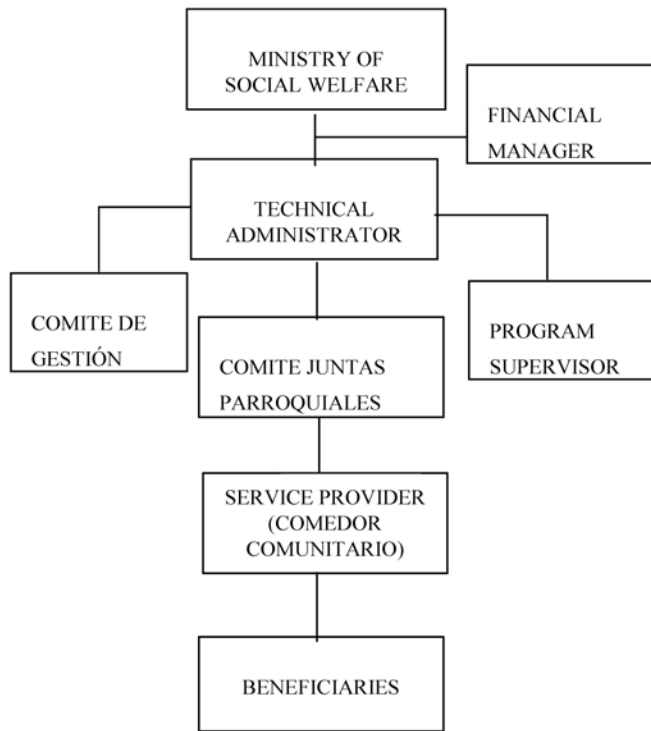 MINISTRY OF
SOCIAL WELFARE
FINANCIAL
MANAGER
TECHNICAL
ADMINISTRATOR
COMITE DE
GESTIÓN
COMITE JUNTAS
PARROQUIALES
PROGRAM
SUPERVISOR
SERVICE PROVIDER
(COMEDOR
COMUNITARIO)
BENEFICIARIES